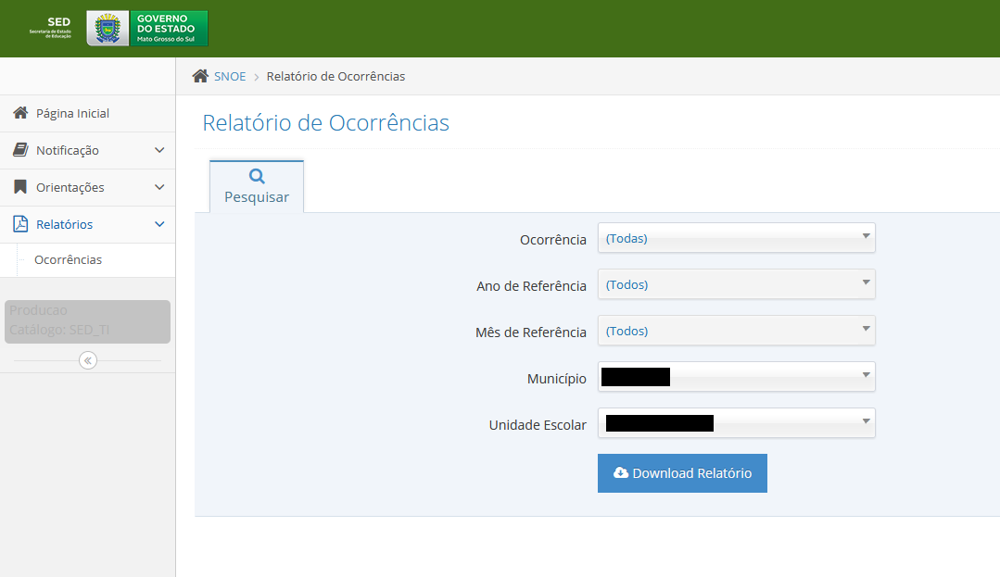 SED
Secretaria de Estado
de Educação
GOVERNO
DO ESTADO
Mato Grosso do Sul
SNOE > Relatório de Ocorrências
Página Inicial
Notificação
Orientações
Relatórios
Ocorrências
Producao
Catálogo: SED_TI
Relatório de Ocorrências
Pesquisar
Ocorrência (Todas)
Ano de Referência (Todos)
Mês de Referência (Todos)
Município
Unidade Escolar
Download Relatório